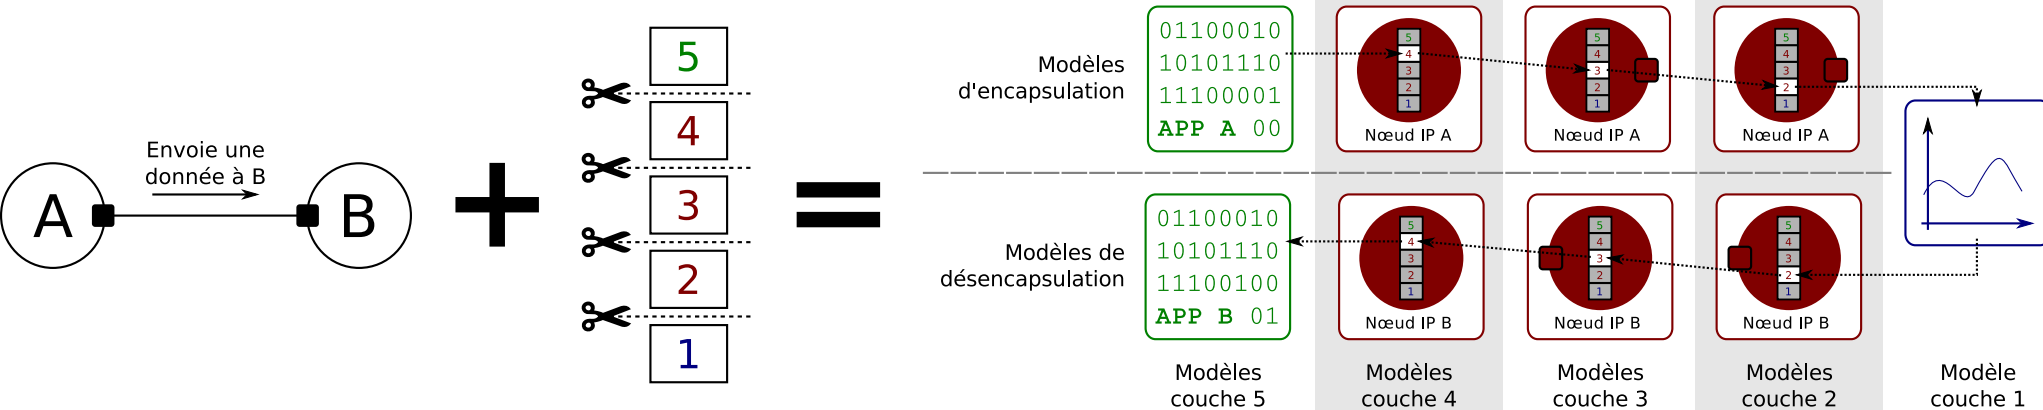 A
Envoie une
donnée à B
B
5
4
3
2
1
Modèles
d'encapsulation
01100010
10101110
11100001
APP A 00
5
4
3
2
1
Nœud IP A
5
4
3
2
1
Nœud IP A
5
4
3
2
1
Nœud IP A
Modèles de
désencapsulation
01100010
10101110
11100100
APP B 01
5
4
3
2
1
Nœud IP B
5
4
3
2
1
Nœud IP B
5
4
3
2
1
Nœud IP B
Modèles
couche 5
Modèles
couche 4
Modèles
couche 3
Modèles
couche 2
Modèle
couche 1